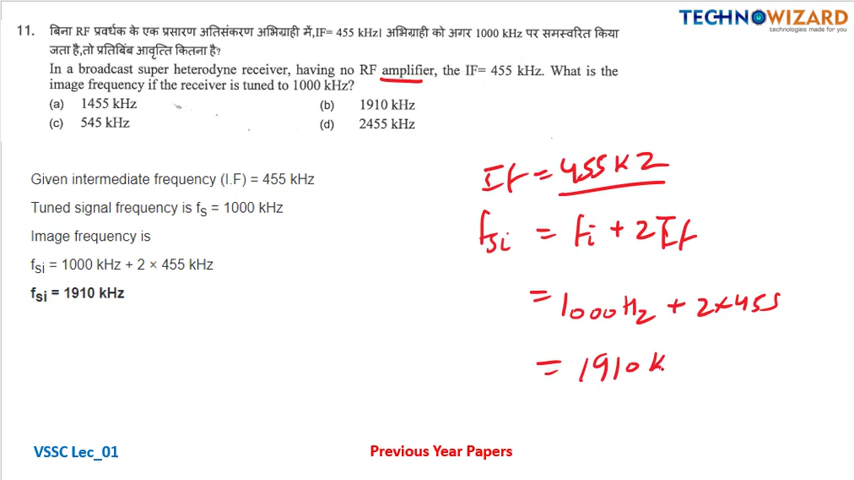 TECHNOWIZARD
technologies made for you
11. बिना RF प्रवर्धक के एक प्रसारण अतिसंकरण अभिग्राही में,IF= 455 kHz। अभिग्राही को अगर 1000 kHz पर समस्वरित किया
जता है,तो प्रतिबिंब आवृत्ति कितना है?
In a broadcast super heterodyne receiver, having no RF amplifier, the IF= 455 kHz. What is the
image frequency if the receiver is tuned to 1000 kHz?
(a) 1455 kHz (b) 1910 kHz
(c) 545 kHz (d) 2455 kHz
Given intermediate frequency (I.F) = 455 kHz
Tuned signal frequency is fs = 1000 kHz
Image frequency is
fsi = 1000 kHz + 2 × 455 kHz
fsi = 1910 kHz
If = 455 K Z
fsi = fi + 2 If
= 1000 Hz + 2×455
= 1910 K
VSSC Lec_01
Previous Year Papers